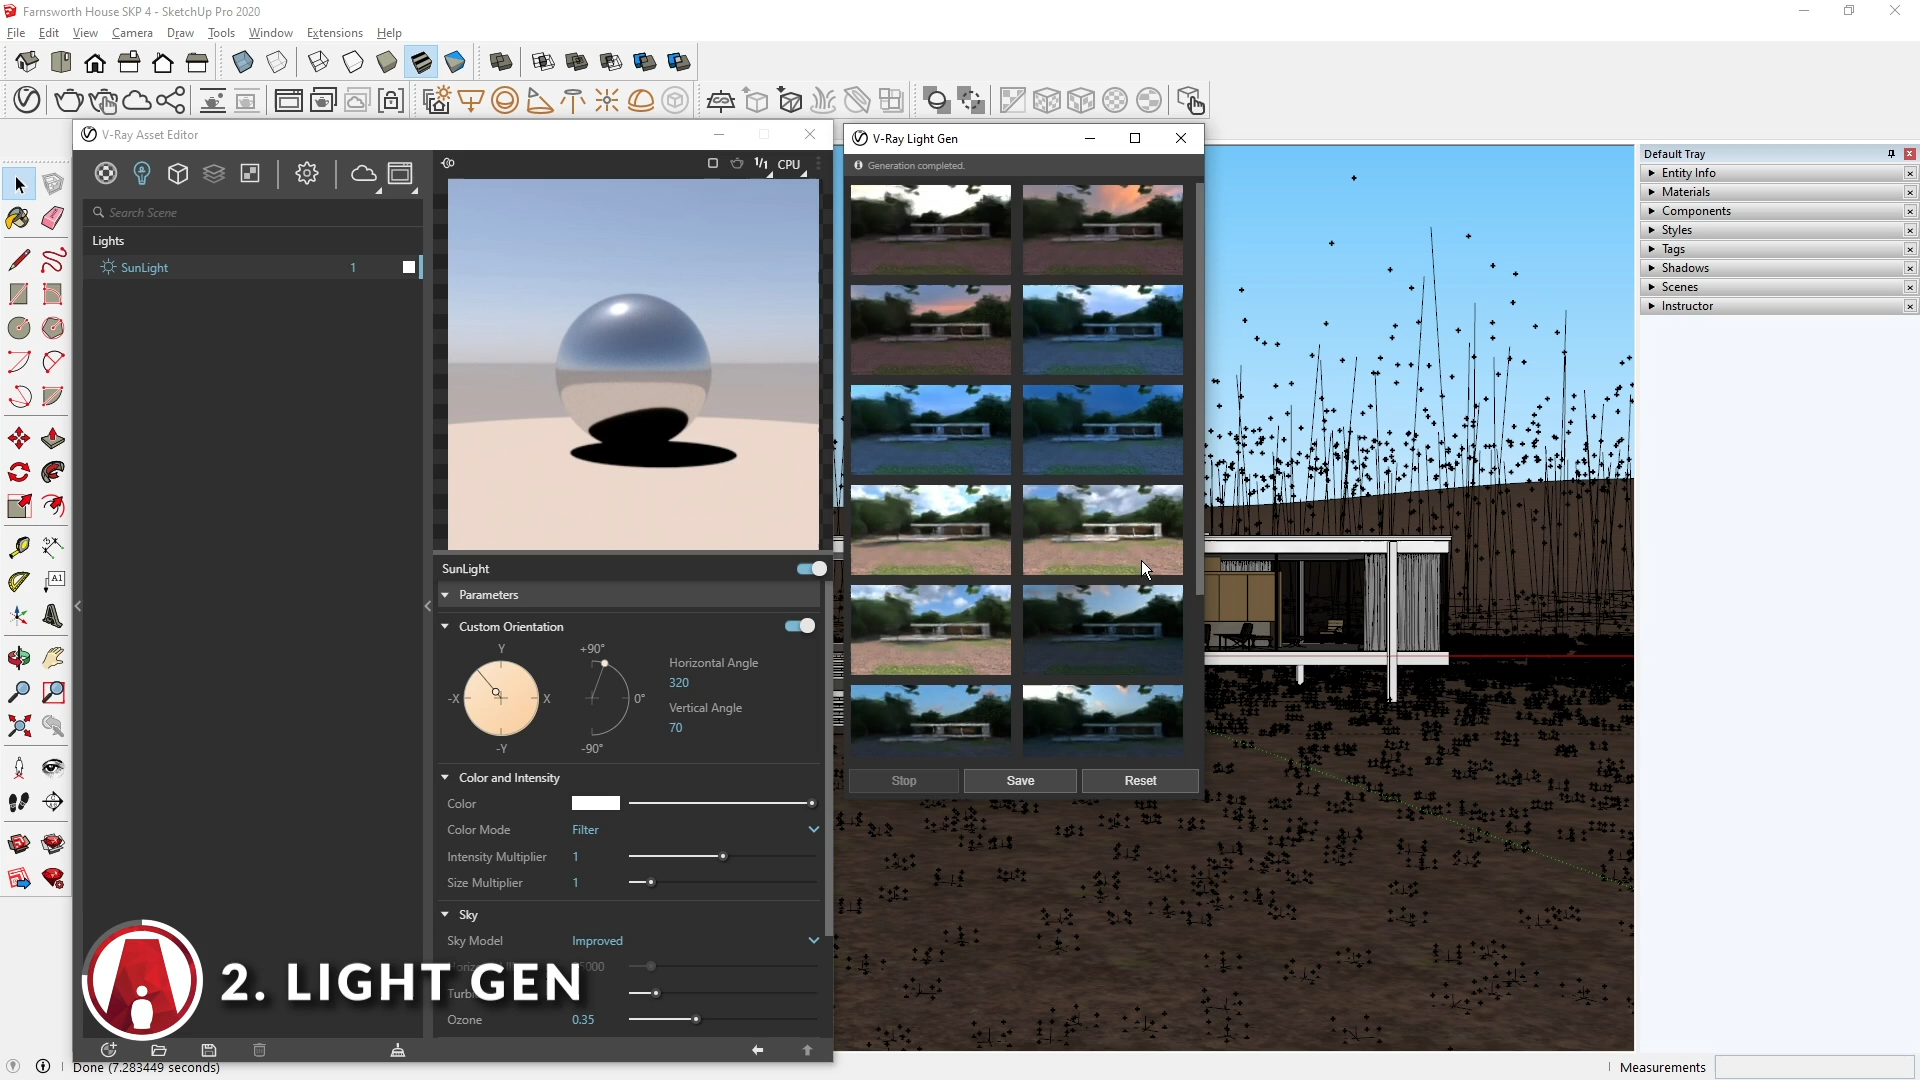 Farnsworth House SKP 4 - SketchUp Pro 2020
File Edit View Camera Draw Tools Window Extensions Help
V-Ray Asset Editor
1/1 CPU
Search Scene
Lights
SunLight 1
SunLight
Parameters
Custom Orientation
Y
-X X
-Y
+90°
0°
-90°
Horizontal Angle
320
Vertical Angle
70
Color and Intensity
Color
Color Mode Filter
Intensity Multiplier 1
Size Multiplier 1
Sky
Sky Model Improved
Ozone 0.35
V-Ray Light Gen
Generation completed.
Stop Save Reset
Default Tray
Entity Info
Materials
Components
Styles
Tags
Shadows
Scenes
Instructor
A1
2. LIGHT GEN
Done (7.283449 seconds)
Measurements